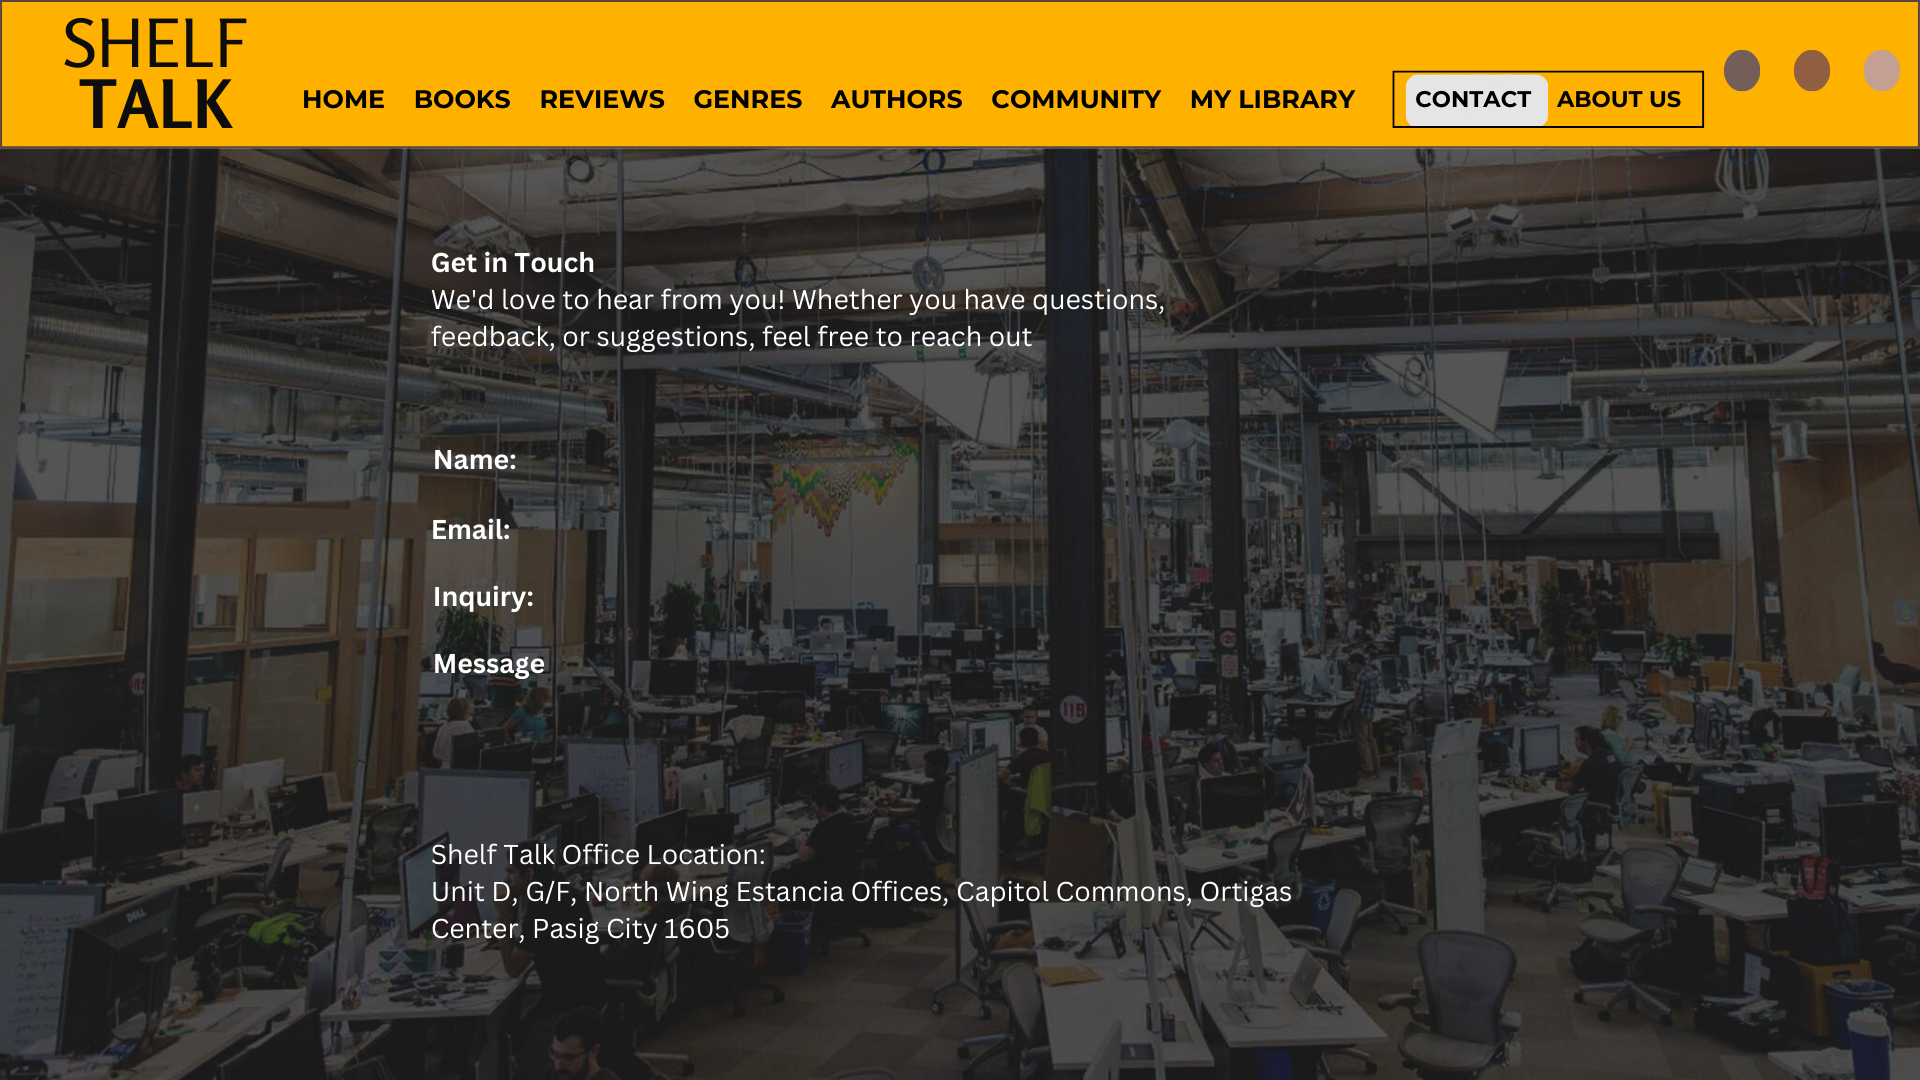 SHELF
TALK
HOME BOOKS REVIEWS GENRES AUTHORS COMMUNITY MY LIBRARY CONTACT ABOUT US
Get in Touch
We'd love to hear from you! Whether you have questions,
feedback, or suggestions, feel free to reach out
Name:
Email:
Inquiry:
Message
119
Shelf Talk Office Location:
Unit D, G/F, North Wing Estancia Offices, Capitol Commons, Ortigas
Center, Pasig City 1605
DELL